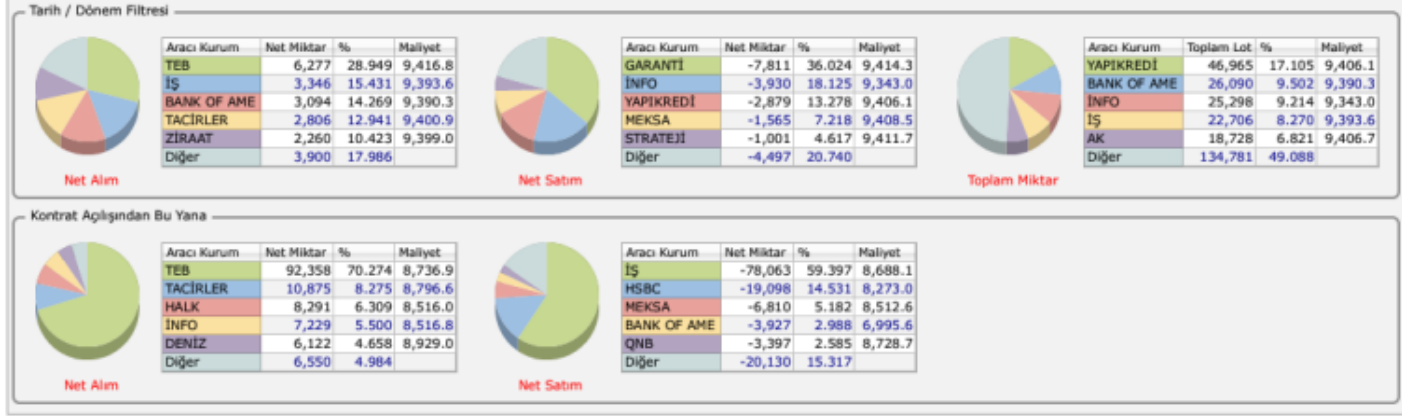 Tarih / Dönem Filtresi
Aracı Kurum Net Miktar % Maliyet
TEB 6,277 28.949 9,416.8
İŞ 3,346 15.431 9,393.6
BANK OF AME 3,094 14.269 9,390.3
TACİRLER 2,806 12.941 9,400.9
ZİRAAT 2,260 10.423 9,399.0
Diğer 3,900 17.986
Net Alım
Aracı Kurum Net Miktar % Maliyet
GARANTİ -7,811 36.024 9,414.3
İNFO -3,930 18.125 9,343.0
YAPIKREDİ -2,879 13.278 9,406.1
MEKSA -1,565 7.218 9,408.5
STRATEJİ -1,001 4.617 9,411.7
Diğer -4,497 20.740
Net Satım
Aracı Kurum Toplam Lot % Maliyet
YAPIKREDİ 46,965 17.105 9,406.1
BANK OF AME 26,090 9.502 9,390.3
İNFO 25,298 9.214 9,343.0
İŞ 22,706 8.270 9,393.6
AK 18,728 6.821 9,406.7
Diğer 134,781 49.088
Toplam Miktar
Kontrat Açılışından Bu Yana
Aracı Kurum Net Miktar % Maliyet
TEB 92,358 70.274 8,736.9
TACİRLER 10,875 8.275 8,796.6
HALK 8,291 6.309 8,516.0
İNFO 7,229 5.500 8,516.8
DENİZ 6,122 4.658 8,929.0
Diğer 6,550 4.984
Net Alım
Aracı Kurum Net Miktar % Maliyet
İŞ -78,063 59.397 8,688.1
HSBC -19,098 14.531 8,273.0
MEKSA -6,810 5.182 8,512.6
BANK OF AME -3,927 2.988 6,995.6
QNB -3,397 2.585 8,728.7
Diğer -20,130 15.317
Net Satım